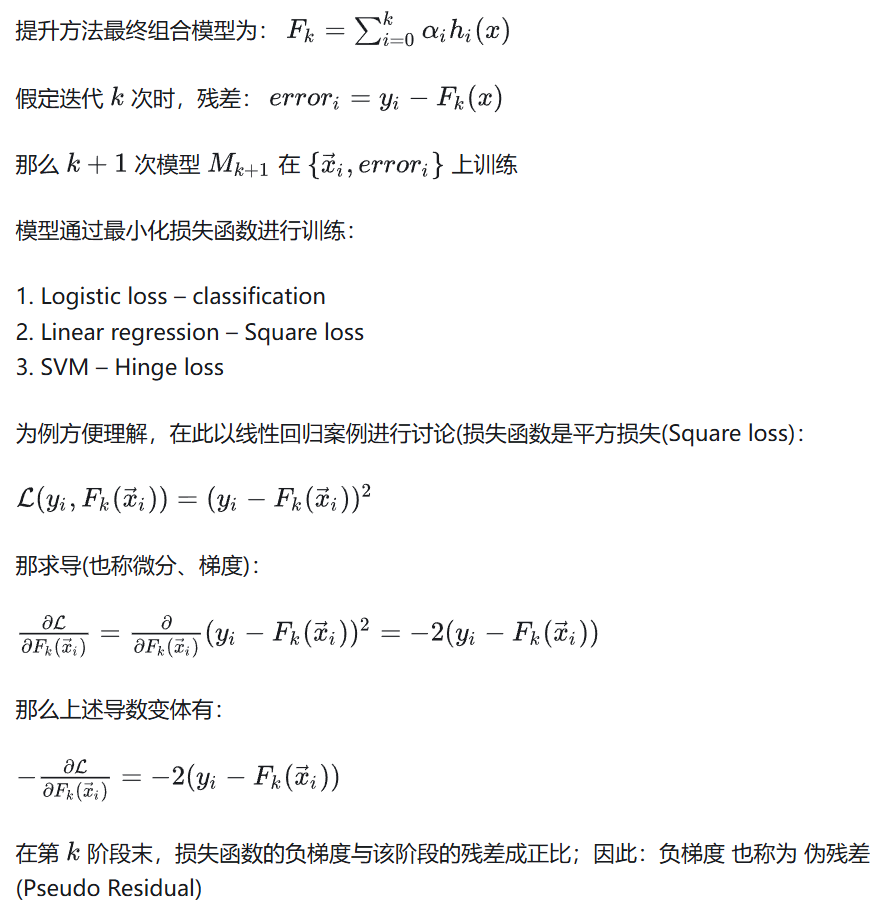 提升方法最终组合模型为： $F_k = \sum_{i=0}^{k} \alpha_i h_i(x)$
假定迭代 $k$ 次时，残差： $error_i = y_i - F_k(x)$
那么 $k+1$ 次模型 $M_{k+1}$ 在 $\{\vec{x}_i, error_i\}$ 上训练
模型通过最小化损失函数进行训练：
1. Logistic loss – classification
2. Linear regression – Square loss
3. SVM – Hinge loss
为例方便理解，在此以线性回归案例进行讨论(损失函数是平方损失(Square loss)：
$\mathcal{L}(y_i, F_k(\vec{x}_i)) = (y_i - F_k(\vec{x}_i))^2$
那求导(也称微分、梯度)：
$\frac{\partial \mathcal{L}}{\partial F_k(\vec{x}_i)} = \frac{\partial}{\partial F_k(\vec{x}_i)}(y_i - F_k(\vec{x}_i))^2 = -2(y_i - F_k(\vec{x}_i))$
那么上述导数变体有：
$-\frac{\partial \mathcal{L}}{\partial F_k(\vec{x}_i)} = -2(y_i - F_k(\vec{x}_i))$
在第 $k$ 阶段末，损失函数的负梯度与该阶段的残差成正比；因此：负梯度 也称为 伪残差
(Pseudo Residual)